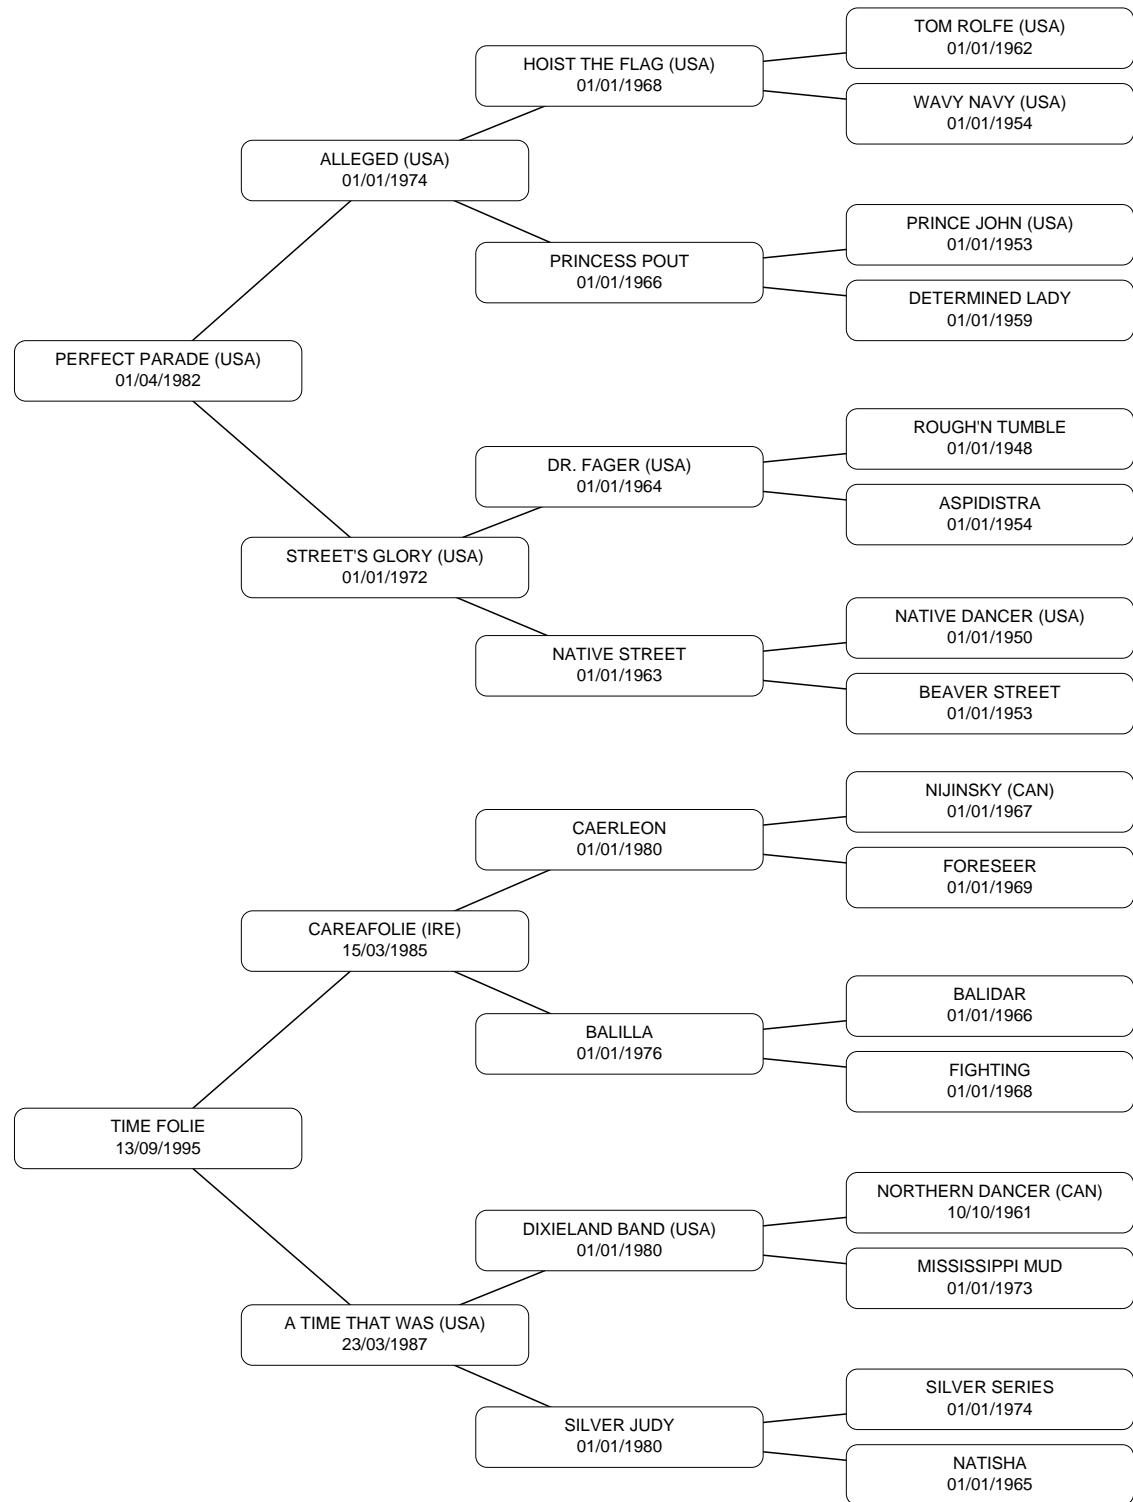 TOM ROLFE (USA)
01/01/1962
HOIST THE FLAG (USA)
01/01/1968
WAVY NAVY (USA)
01/01/1954
ALLEGED (USA)
01/01/1974
PRINCE JOHN (USA)
01/01/1953
PRINCESS POUT
01/01/1966
DETERMINED LADY
01/01/1959
PERFECT PARADE (USA)
01/04/1982
ROUGH'N TUMBLE
01/01/1948
DR. FAGER (USA)
01/01/1964
ASPIDISTRA
01/01/1954
STREET'S GLORY (USA)
01/01/1972
NATIVE DANCER (USA)
01/01/1950
NATIVE STREET
01/01/1963
BEAVER STREET
01/01/1953
NIJINSKY (CAN)
01/01/1967
CAERLEON
01/01/1980
FORESEER
01/01/1969
CAREAFOLIE (IRE)
15/03/1985
BALIDAR
01/01/1966
BALILLA
01/01/1976
FIGHTING
01/01/1968
TIME FOLIE
13/09/1995
NORTHERN DANCER (CAN)
10/10/1961
DIXIELAND BAND (USA)
01/01/1980
MISSISSIPPI MUD
01/01/1973
A TIME THAT WAS (USA)
23/03/1987
SILVER SERIES
01/01/1974
SILVER JUDY
01/01/1980
NATISHA
01/01/1965